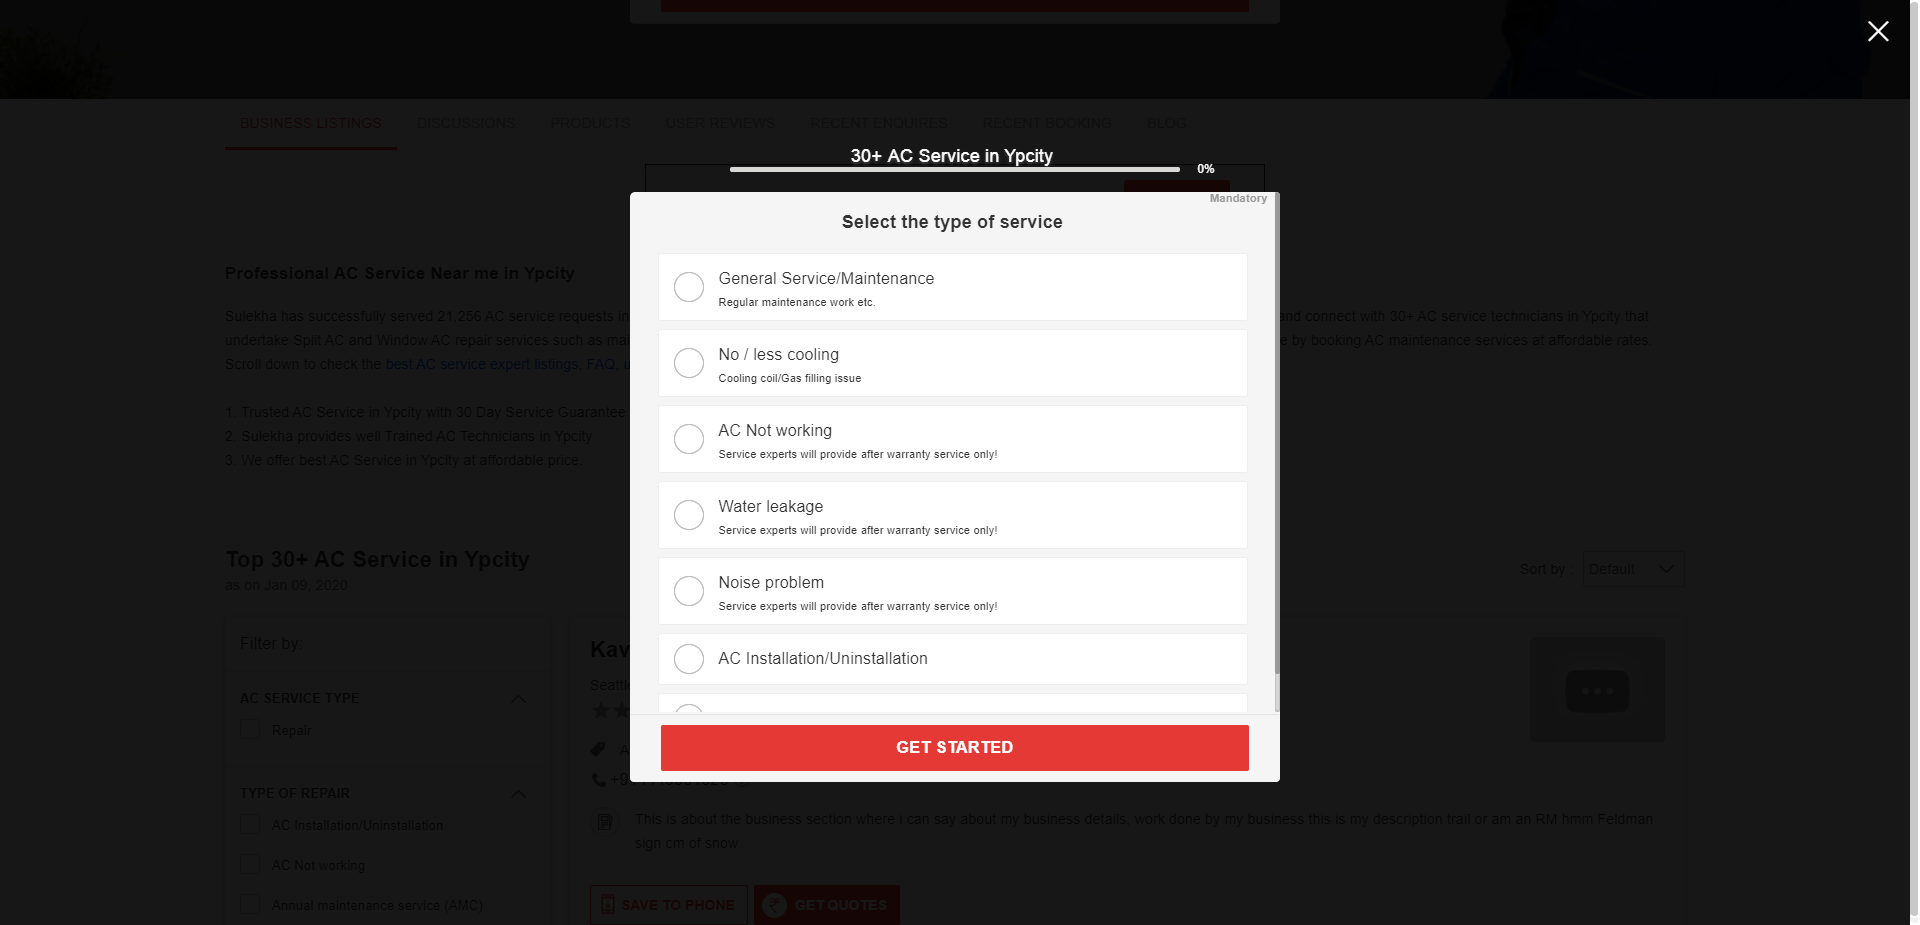 BUSINESS LISTINGS DISCUSSIONS PRODUCTS USER REVIEWS RECENT ENQUIRES RECENT BOOKING BLOG
30+ AC Service in Ypcity
0%
Mandatory
Select the type of service
General Service/Maintenance
Regular maintenance work etc.
No / less cooling
Cooling coil/Gas filling issue
AC Not working
Service experts will provide after warranty service only!
Water leakage
Service experts will provide after warranty service only!
Noise problem
Service experts will provide after warranty service only!
AC Installation/Uninstallation
GET STARTED
Professional AC Service Near me in Ypcity
Sulekha has successfully served 21,256 AC service requests in
and connect with 30+ AC service technicians in Ypcity that
undertake Split AC and Window AC repair services such as
by booking AC maintenance services at affordable rates.
Scroll down to check the best AC service expert listings, FAQ,
1. Trusted AC Service in Ypcity with 30 Day Service Guarantee
2. Sulekha provides well Trained AC Technicians in Ypcity
3. We offer best AC Service in Ypcity at affordable price.
Top 30+ AC Service in Ypcity
as on Jan 09, 2020
Sort by : Default
Filter by
AC SERVICE TYPE
Repair
TYPE OF REPAIR
AC Installation/Uninstallation
AC Not working
Annual maintenance service (AMC)
This is about the business section where i can say about my business details, work done by my business this is my description trail or am an RM hmm Feldman
sign cm of snow
SAVE TO PHONE
GET QUOTES